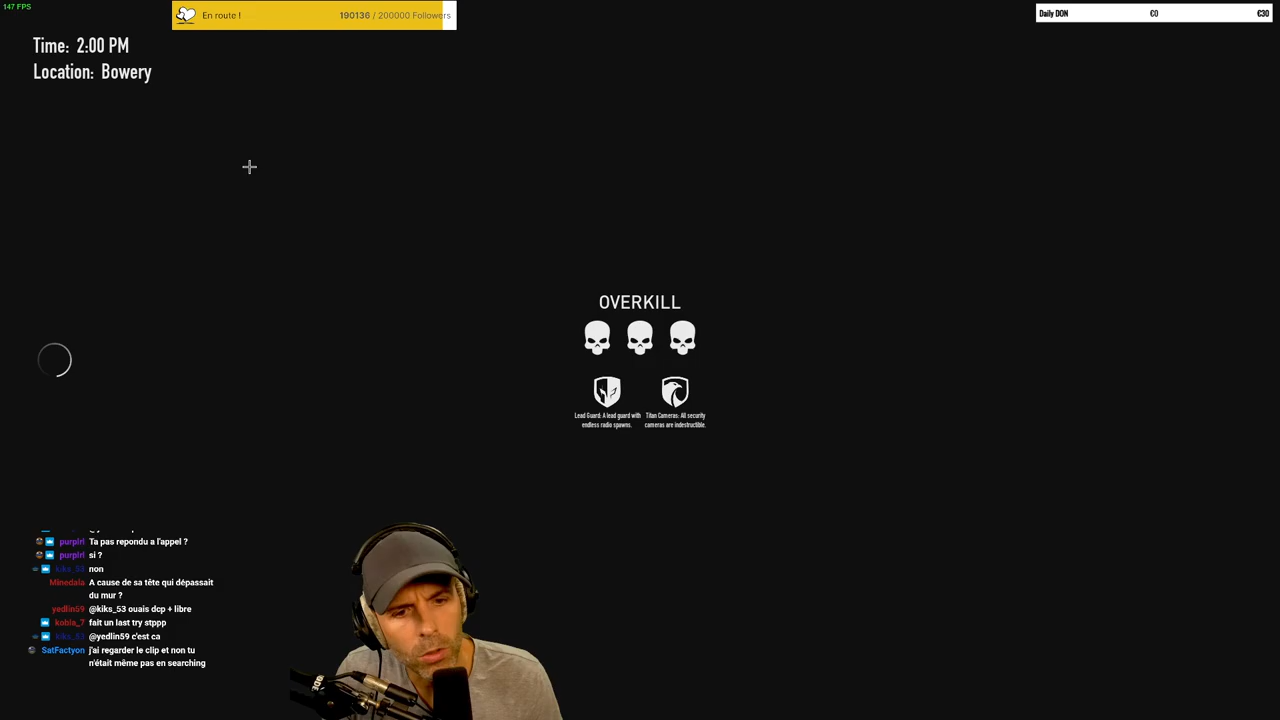 147 FPS
En route !
190136 / 200000 Followers
Daily DON
€0
€30
Time: 2:00 PM
Location: Bowery
OVERKILL
Lead Guard: A lead guard with
endless radio spawns.
Titan Cameras: All security
cameras are indestructible.
purpiri Ta pas repondu a l'appel ?
purpiri si ?
kiks_53 non
Minedala A cause de sa tête qui dépassait
du mur ?
yedlin59 @kiks_53 ouais dcp + libre
kobla_7 fait un last try stppp
kiks_53 @yedlin59 c'est ca
SatFactyon j'ai regarder le clip et non tu
n'était même pas en searching